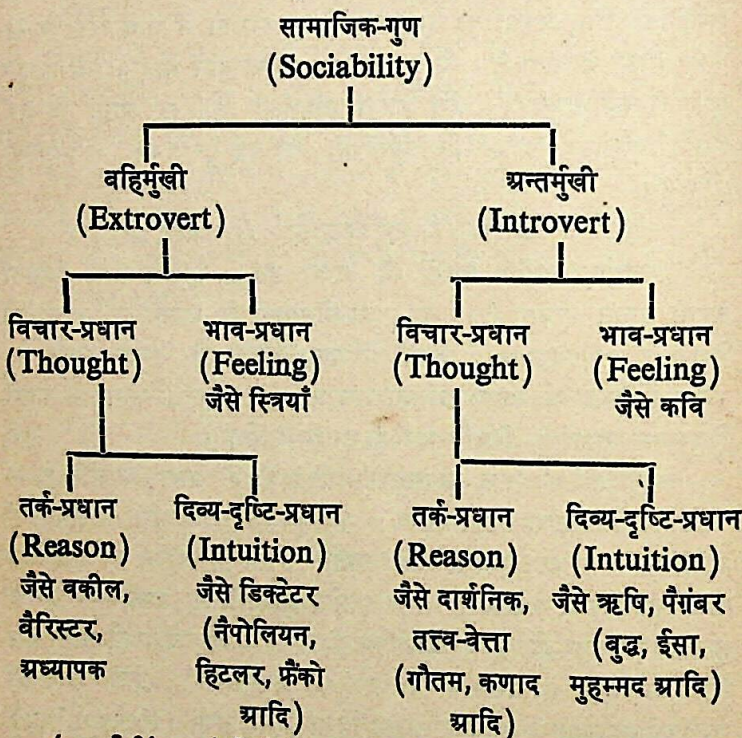 सामाजिक-गुण
(Sociability)
वहिर्मुखी
(Extrovert)
अन्तर्मुखी
(Introvert)
विचार-प्रधान
(Thought)
भाव-प्रधान
(Feeling)
जैसे स्त्रियाँ
विचार-प्रधान
(Thought)
भाव-प्रधान
(Feeling)
जैसे कवि
तर्क-प्रधान
(Reason)
जैसे वकील,
वैरिस्टर,
अध्यापक
दिव्य-दृष्टि-प्रधान
(Intuition)
जैसे डिक्टेटर
(नैपोलियन,
हिटलर, फ्रैंको
आदि)
तर्क-प्रधान
(Reason)
जैसे दार्शनिक,
तत्त्व-वेत्ता
(गौतम, कणाद
आदि)
दिव्य-दृष्टि-प्रधान
(Intuition)
जैसे ऋषि, पैग़ंबर
(बुद्ध, ईसा,
मुहम्मद आदि)